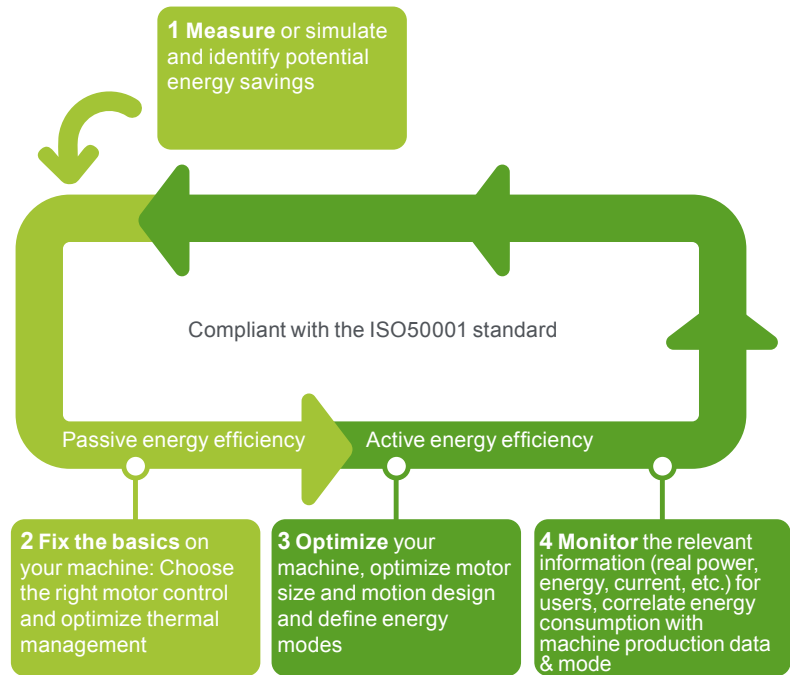 1 Measure or simulate
and identify potential
energy savings
Compliant with the ISO50001 standard
Passive energy efficiency
Active energy efficiency
2 Fix the basics on
your machine: Choose
the right motor control
and optimize thermal
management
3 Optimize your
machine, optimize motor
size and motion design
and define energy
modes
4 Monitor the relevant
information (real power,
energy, current, etc.) for
users, correlate energy
consumption with
machine production data
& mode